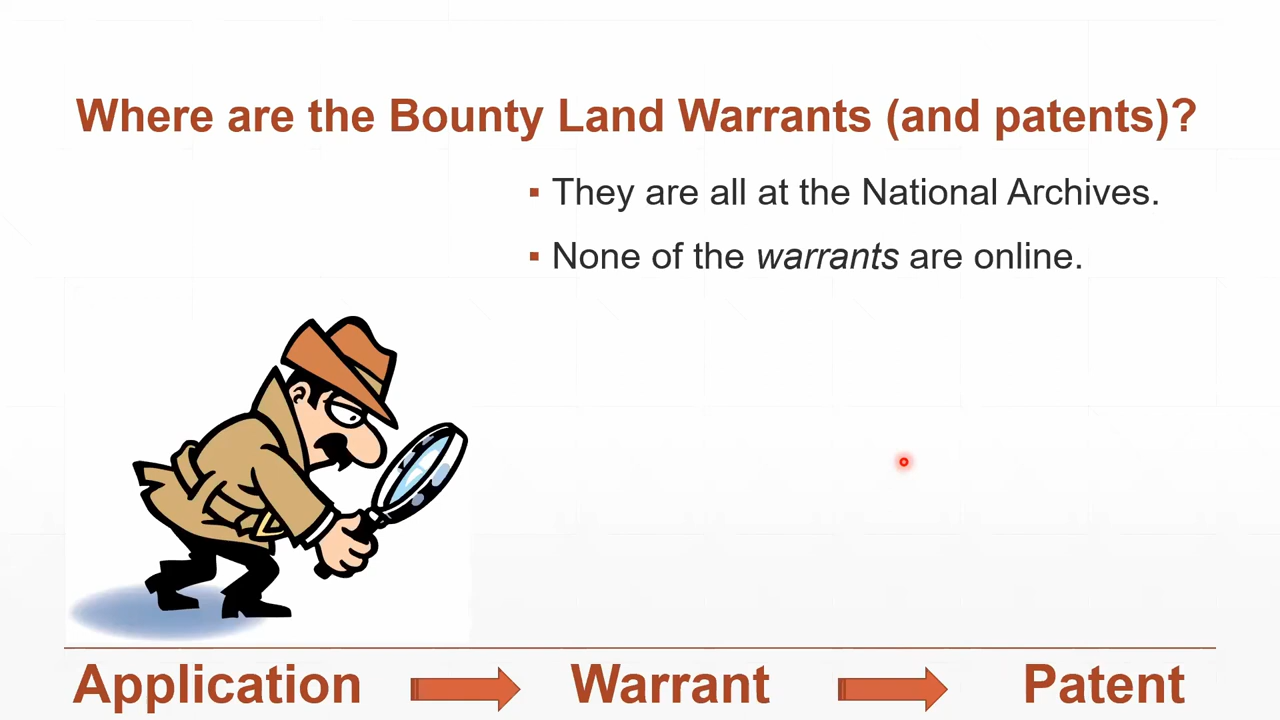 Where are the Bounty Land Warrants (and patents)?
▪ They are all at the National Archives.
▪ None of the warrants are online.
Application Warrant Patent